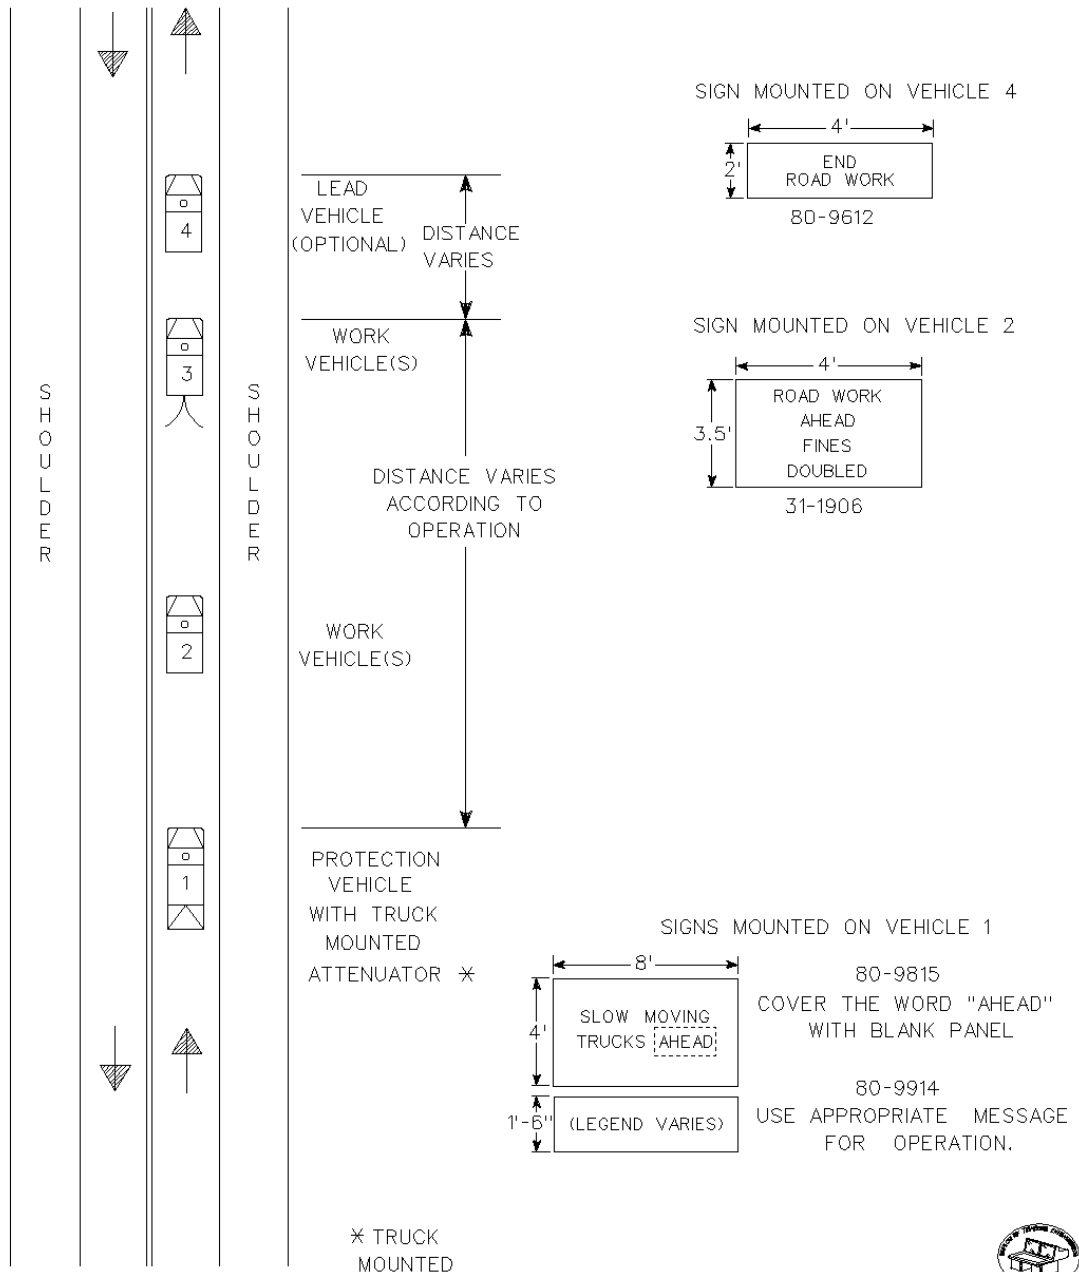 SIGN MOUNTED ON VEHICLE 4
4'
2'
END
ROAD WORK
80-9612
LEAD
VEHICLE
(OPTIONAL)
DISTANCE
VARIES
4
SIGN MOUNTED ON VEHICLE 2
4'
3.5'
ROAD WORK
AHEAD
FINES
DOUBLED
31-1906
WORK
VEHICLE(S)
3
SHOULDER
SHOULDER
DISTANCE VARIES
ACCORDING TO
OPERATION
WORK
VEHICLE(S)
2
1
PROTECTION
VEHICLE
WITH TRUCK
MOUNTED
ATTENUATOR *
SIGNS MOUNTED ON VEHICLE 1
8'
4'
SLOW MOVING
TRUCKS AHEAD
80-9815
COVER THE WORD "AHEAD"
WITH BLANK PANEL
1'-6"
(LEGEND VARIES)
80-9914
USE APPROPRIATE MESSAGE
FOR OPERATION.
* TRUCK
MOUNTED